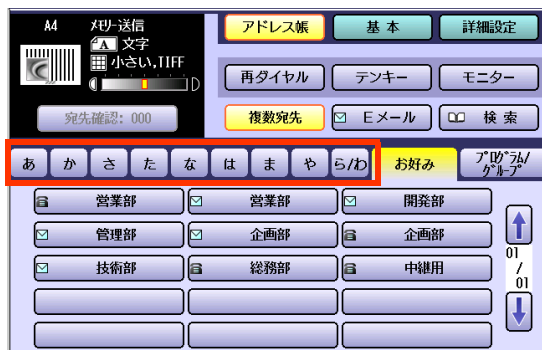 A4 メモリー送信
A 文字
小さい,TIFF
D
宛先確認: 000
アドレス帳 基本 詳細設定
再ダイヤル テンキー モニター
複数宛先 Eメール 検索
あ か さ た な は ま や ら/わ お好み プログラム/グループ
営業部 営業部 開発部
管理部 企画部 企画部
技術部 総務部 中継用
01
/
01